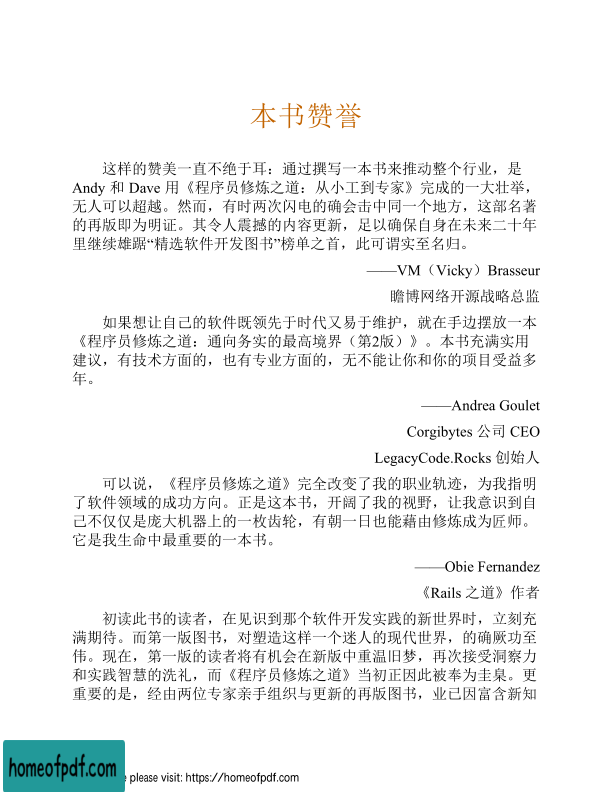 本书赞誉
这样的赞美一直不绝于耳：通过撰写一本书来推动整个行业，是
Andy 和 Dave 用《程序员修炼之道：从小工到专家》完成的一大壮举，
无人可以超越。然而，有时两次闪电的确会击中同一个地方，这部名著
的再版即为明证。其令人震撼的内容更新，足以确保自身在未来二十年
里继续雄踞“精选软件开发图书”榜单之首，此可谓实至名归。
——VM（Vicky）Brasseur
瞻博网络开源战略总监
如果想让自己的软件既领先于时代又易于维护，就在手边摆放一本
《程序员修炼之道：通向务实的最高境界（第2版）》。本书充满实用
建议，有技术方面的，也有专业方面的，无不能让你和你的项目受益多
年。
——Andrea Goulet
Corgibytes 公司 CEO
LegacyCode.Rocks 创始人
可以说，《程序员修炼之道》完全改变了我的职业轨迹，为我指明
了软件领域的成功方向。正是这本书，开阔了我的视野，让我意识到自
己不仅仅是庞大机器上的一枚齿轮，有朝一日也能藉由修炼成为匠师。
它是我生命中最重要的一本书。
——Obie Fernandez
《Rails 之道》作者
初读此书的读者，在见识到那个软件开发实践的新世界时，立刻充
满期待。而第一版图书，对塑造这样一个迷人的现代世界，的确厥功至
伟。现在，第一版的读者将有机会在新版中重温旧梦，再次接受洞察力
和实践智慧的洗礼，而《程序员修炼之道》当初正因此被奉为圭臬。更
重要的是，经由两位专家亲手组织与更新的再版图书，业已因富含新知
homeofpdf.com
please visit: https://homeofpdf.com